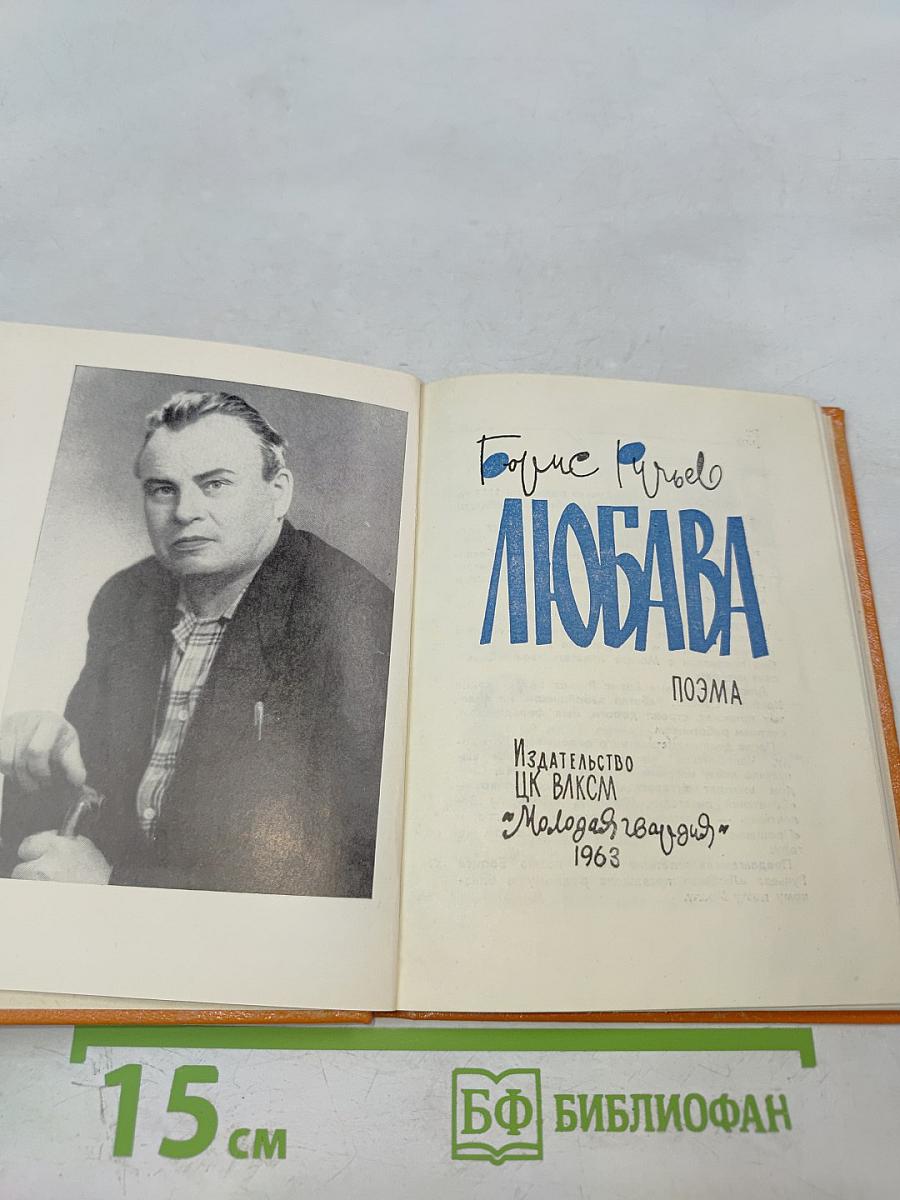 Борис Ручьев
ЛЮБАВА
ПОЭМА
Издательство
ЦК ВЛКСМ
"Молодая гвардия"
1963
15 см
БФ БИБЛИОФАН